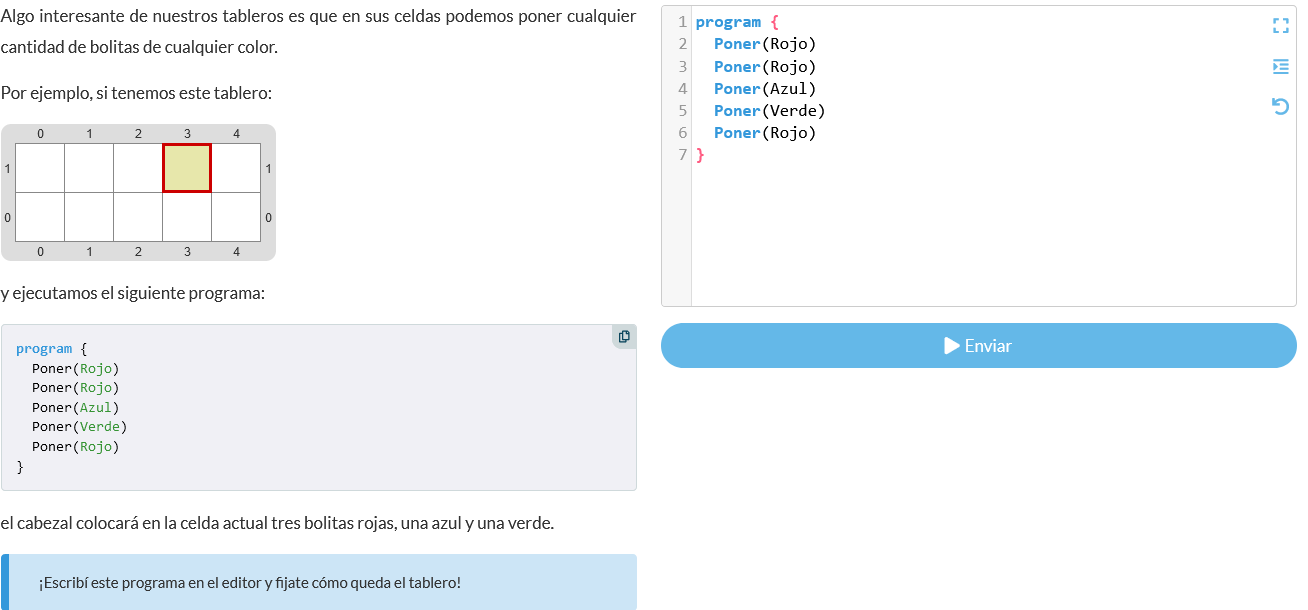 Algo interesante de nuestros tableros es que en sus celdas podemos poner cualquier
cantidad de bolitas de cualquier color.
Por ejemplo, si tenemos este tablero:
0 1 2 3 4
1 1
0 0
0 1 2 3 4
y ejecutamos el siguiente programa:
program {
Poner(Rojo)
Poner(Rojo)
Poner(Azul)
Poner(Verde)
Poner(Rojo)
}
el cabezal colocará en la celda actual tres bolitas rojas, una azul y una verde.
¡Escribí este programa en el editor y fijate cómo queda el tablero!
1 program {
2 Poner(Rojo)
3 Poner(Rojo)
4 Poner(Azul)
5 Poner(Verde)
6 Poner(Rojo)
7 }
Enviar